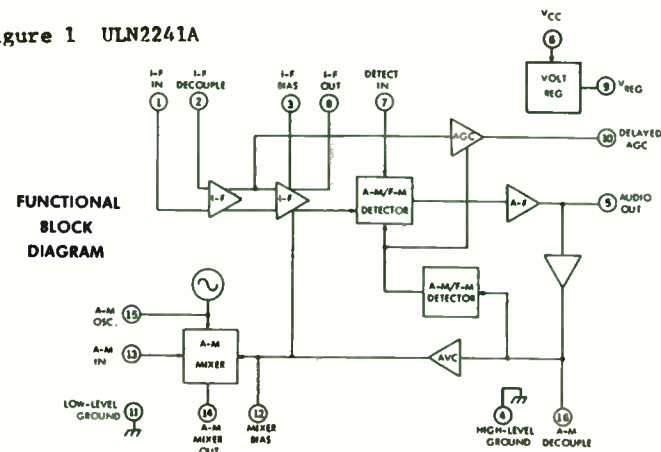 gure 1 ULN2241A
VCC
6
VOLT
REG
9
VREG
I-F
IN
1
I-F
DECOUPLE
2
I-F
BIAS
3
I-F
OUT
8
DETECT
IN
7
AGC
10
DELAYED
AGC
FUNCTIONAL
BLOCK
DIAGRAM
I-F
I-F
A-M/F-M
DETECTOR
A-F
5
AUDIO
OUT
A-M/F-M
DETECTOR
A-M
OSC.
15
A-M
IN
13
A-M
MIXER
AVC
LOW-LEVEL
GROUND
11
14
A-M
MIXER
OUT
12
MIXER
BIAS
4
HIGH-LEVEL
GROUND
16
A-M
DECOUPLE